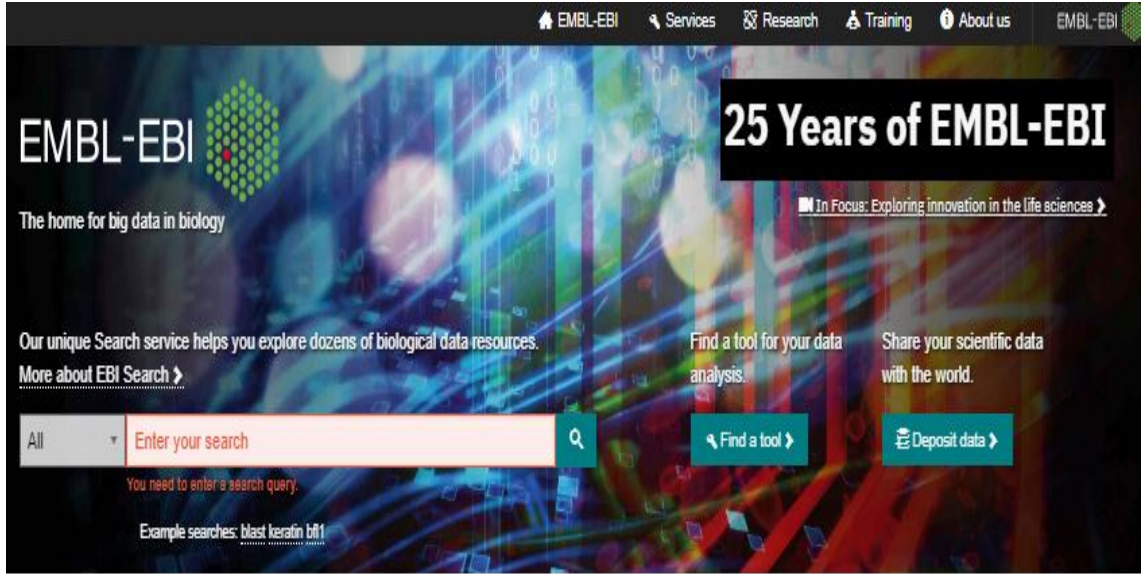 EMBL-EBI Services Research Training About us EMBL-EBI
EMBL-EBI
25 Years of EMBL-EBI
In Focus: Exploring innovation in the life sciences ❯
The home for big data in biology
Our unique Search service helps you explore dozens of biological data resources.
More about EBI Search ❯
Find a tool for your data
analysis.
Share your scientific data
with the world.
All
Enter your search
Find a tool ❯
Deposit data ❯
You need to enter a search query.
Example searches: blast keratin bfl1